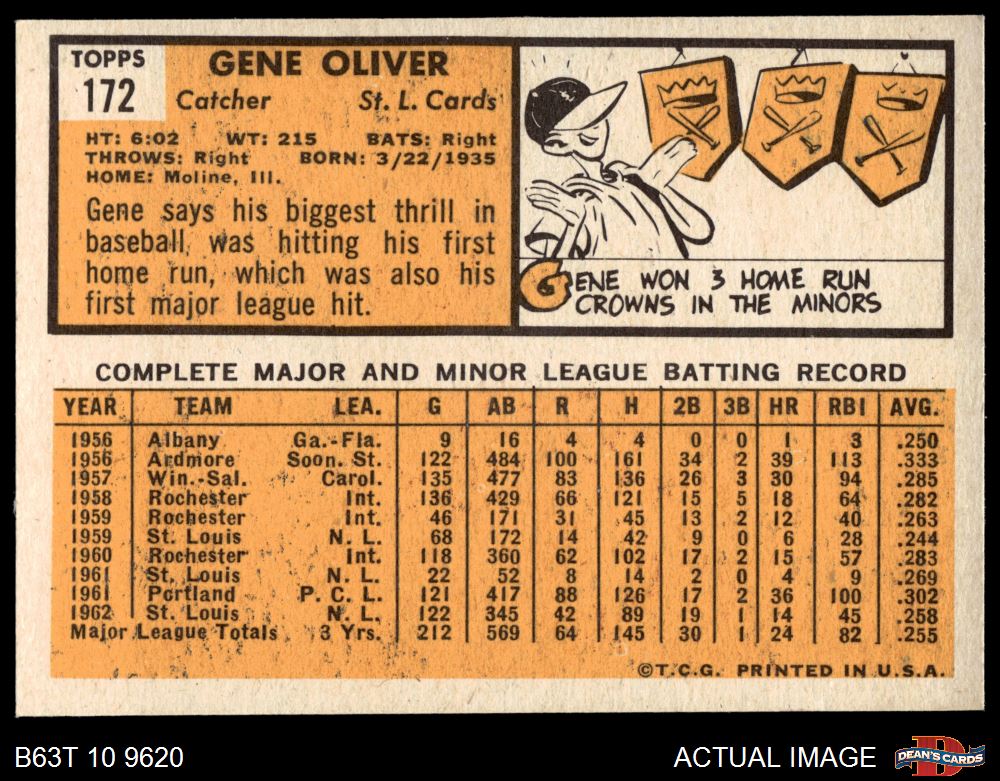 TOPPS
172
GENE OLIVER
Catcher St. L. Cards
HT: 6:02 WT: 215 BATS: Right
THROWS: Right BORN: 3/22/1935
HOME: Moline, Ill.
Gene says his biggest thrill in
baseball was hitting his first
home run, which was also his
first major league hit.
GENE WON 3 HOME RUN
CROWNS IN THE MINORS
COMPLETE MAJOR AND MINOR LEAGUE BATTING RECORD
YEAR TEAM LEA. G AB R H 2B 3B HR RBI AVG.
1956 Albany Ga.-Fla. 9 16 4 4 0 0 1 3 .250
1956 Ardmore Soon. St. 122 484 100 161 34 2 39 113 .333
1957 Win.-Sal. Carol. 135 477 83 136 26 3 30 94 .285
1958 Rochester Int. 136 429 66 121 15 5 18 64 .282
1959 Rochester Int. 46 171 31 45 13 2 12 40 .263
1959 St. Louis N. L. 68 172 14 42 9 0 6 28 .244
1960 Rochester Int. 118 360 62 102 17 2 15 57 .283
1961 St. Louis N. L. 22 52 8 14 2 0 4 9 .269
1961 Portland P. C. L. 121 417 88 126 17 2 36 100 .302
1962 St. Louis N. L. 122 345 42 89 19 1 14 45 .258
Major League Totals 3 Yrs. 212 569 64 145 30 1 24 82 .255
©T.C.G. PRINTED IN U.S.A.
B63T 10 9620 ACTUAL IMAGE
DEAN'S CARDS